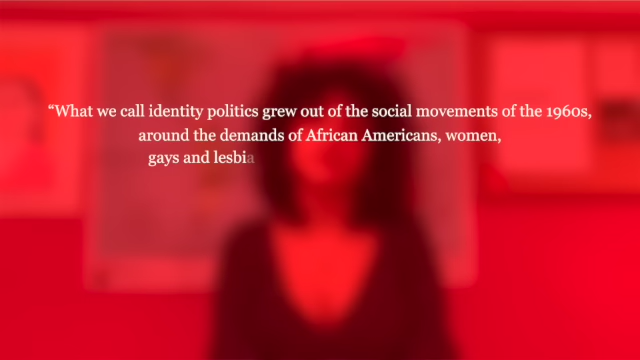 “What we call identity politics grew out of the social movements of the 1960s,
around the demands of African Americans, women,
gays and lesbia